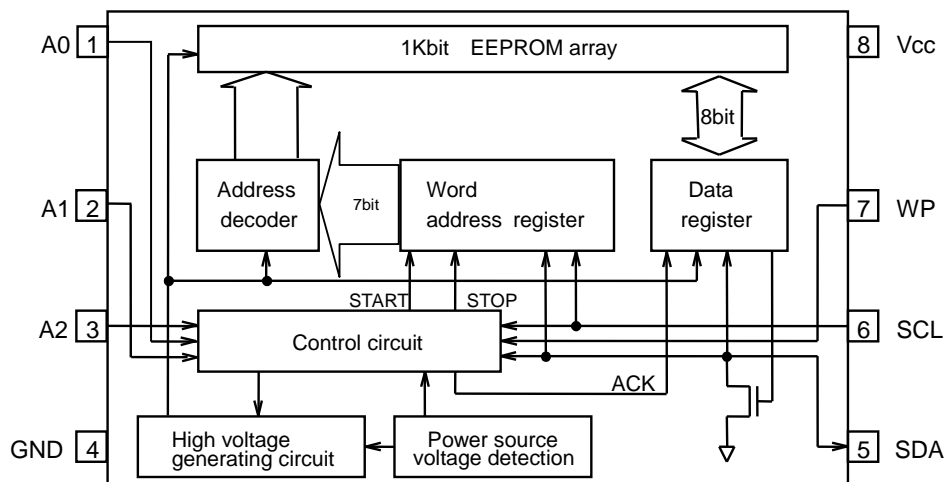 A0 1
1Kbit EEPROM array
8 Vcc
8bit
A1 2
Address
decoder
7bit
Word
address register
Data
register
7 WP
START
STOP
A2 3
Control circuit
6 SCL
ACK
GND 4
High voltage
generating circuit
Power source
voltage detection
5 SDA